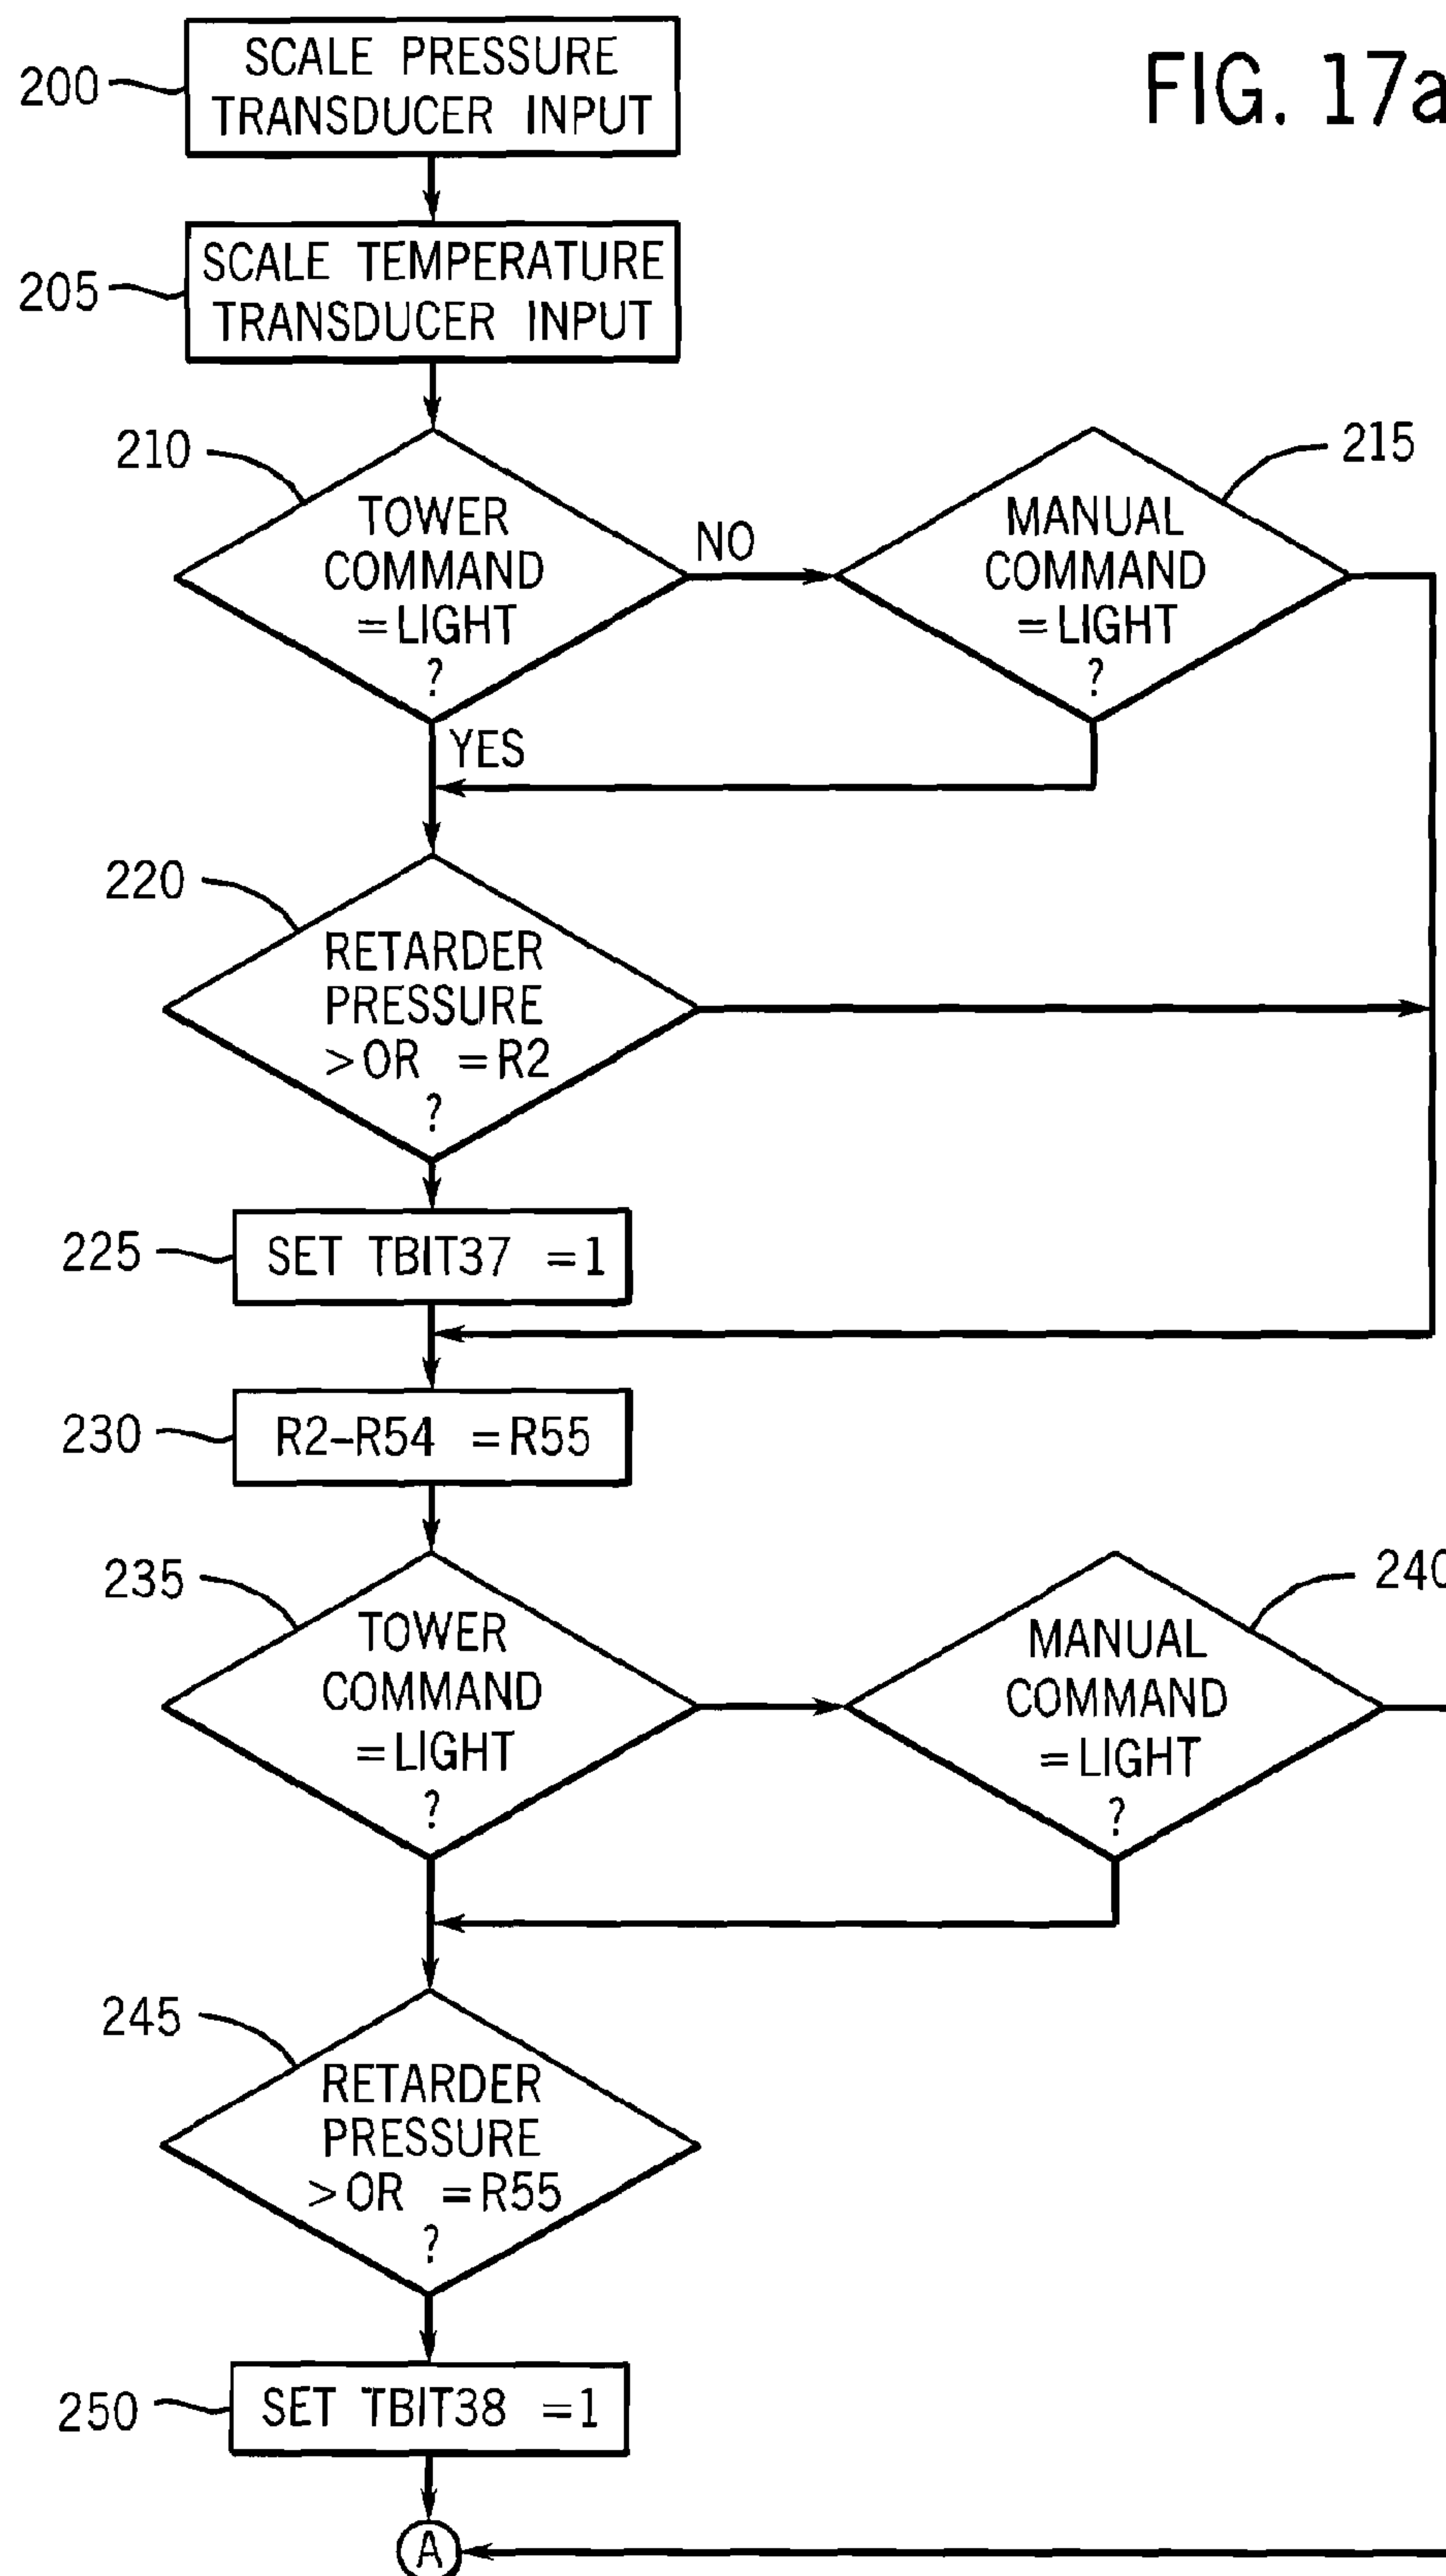 FIG. 17a
200
SCALE PRESSURE
TRANSDUCER INPUT
205
SCALE TEMPERATURE
TRANSDUCER INPUT
210
TOWER
COMMAND
=LIGHT
?
NO
YES
215
MANUAL
COMMAND
=LIGHT
?
220
RETARDER
PRESSURE
>OR =R2
?
225
SET TBIT37 =1
230
R2-R54 =R55
235
TOWER
COMMAND
=LIGHT
?
240
MANUAL
COMMAND
=LIGHT
?
245
RETARDER
PRESSURE
>OR =R55
?
250
SET TBIT38 =1
A